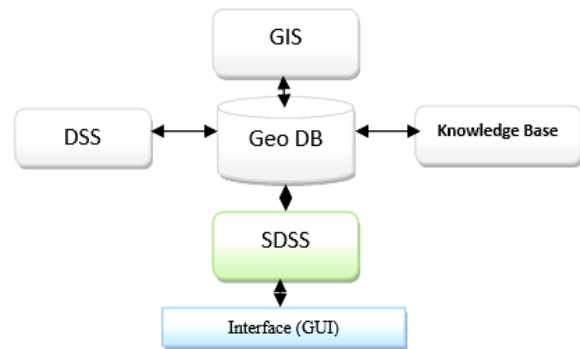 GIS
DSS
Geo DB
Knowledge Base
SDSS
Interface (GUI)